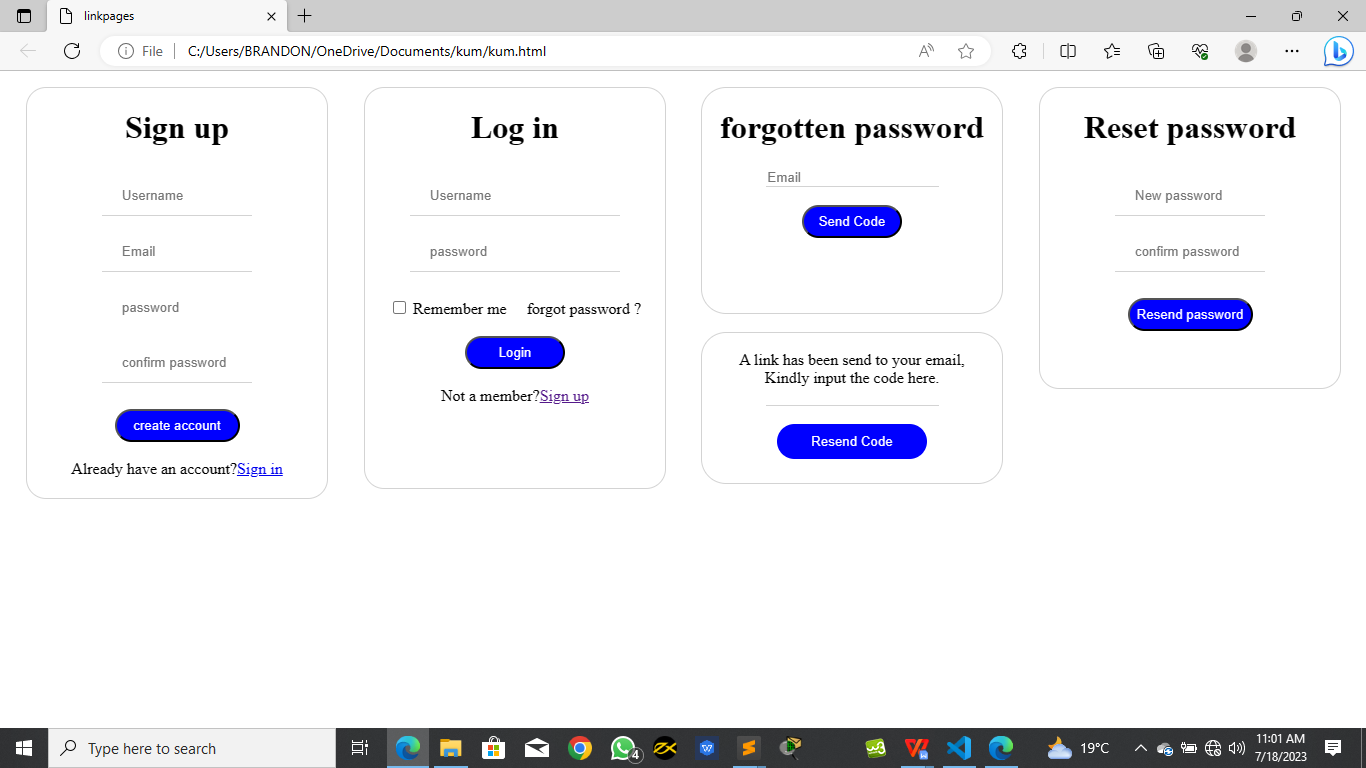 linkpages
File
C:/Users/BRANDON/OneDrive/Documents/kum/kum.html
Sign up
Username
Email
password
confirm password
create account
Already have an account?Sign in
Log in
Username
password
Remember me forgot password ?
Login
Not a member?Sign up
forgotten password
Email
Send Code
A link has been send to your email,
Kindly input the code here.
Resend Code
Reset password
New password
confirm password
Resend password
Type here to search
4
19°C
11:01 AM
7/18/2023